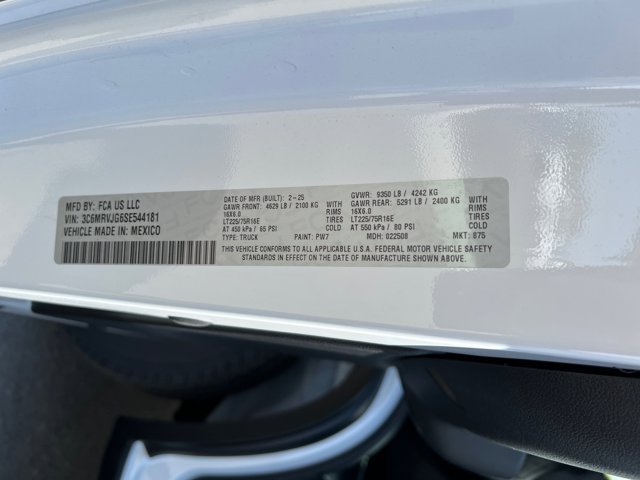 MFD BY: FCA US LLC
VIN: 3C6MRVJG6SE544181
VEHICLE MADE IN: MEXICO
DATE OF MFR (BUILT): 2-25
GVWR: 9350 LB / 4242 KG
GAWR FRONT: 4629 LB / 2100 KG WITH
16X6.0 RIMS
LT225/75R16E TIRES
AT 450 kPa / 65 PSI COLD
GAWR REAR: 5291 LB / 2400 KG WITH
16X6.0 RIMS
LT225/75R16E TIRES
AT 550 kPa / 80 PSI COLD
TYPE: TRUCK PAINT: PW7 MDH: 022508 MKT: 875
THIS VEHICLE CONFORMS TO ALL APPLICABLE U.S.A. FEDERAL MOTOR VEHICLE SAFETY
STANDARDS IN EFFECT ON THE DATE OF MANUFACTURE SHOWN ABOVE.